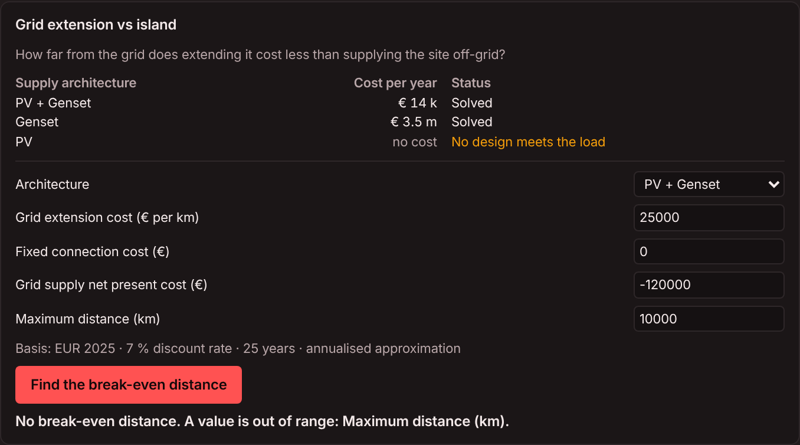 Grid extension vs island
How far from the grid does extending it cost less than supplying the site off-grid?
Supply architecture Cost per year Status
PV + Genset € 14 k Solved
Genset € 3.5 m Solved
PV no cost No design meets the load
Architecture PV + Genset
Grid extension cost (€ per km) 25000
Fixed connection cost (€) 0
Grid supply net present cost (€) -120000
Maximum distance (km) 10000
Basis: EUR 2025 · 7 % discount rate · 25 years · annualised approximation
Find the break-even distance
No break-even distance. A value is out of range: Maximum distance (km).